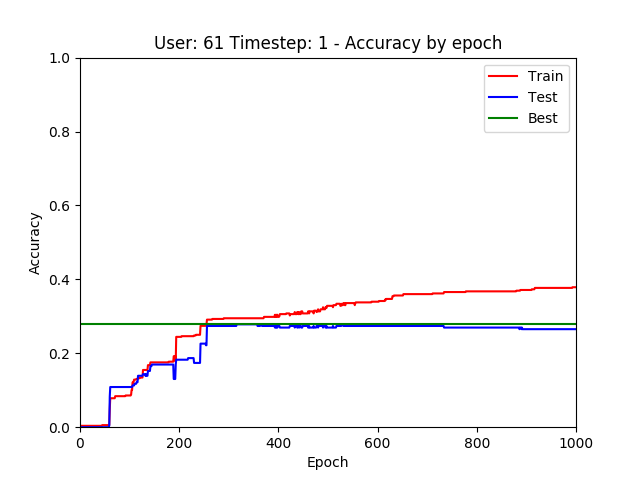 User: 61 Timestep: 1 - Accuracy by epoch
Train
Test
Best
1.0
0.8
0.6
0.4
0.2
0.0
Accuracy
0 200 400 600 800 1000
Epoch